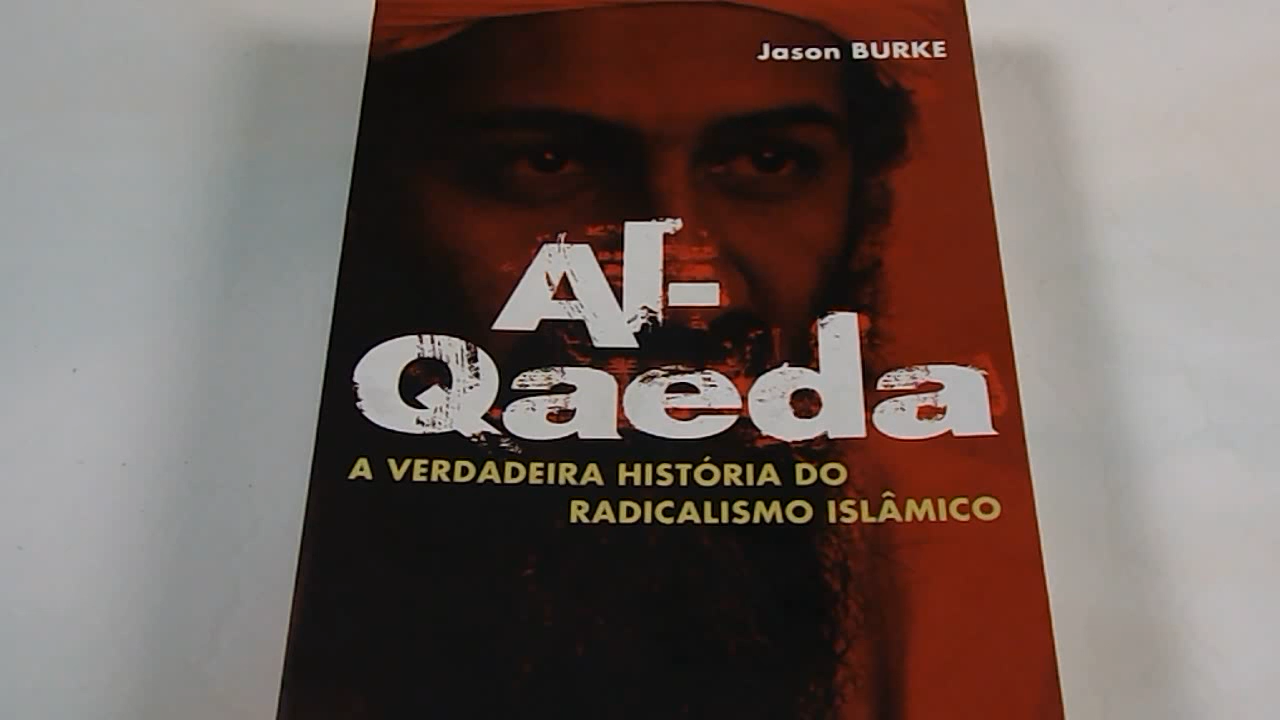 Jason BURKE
Al-
Qaeda
A VERDADEIRA HISTÓRIA DO
RADICALISMO ISLÂMICO